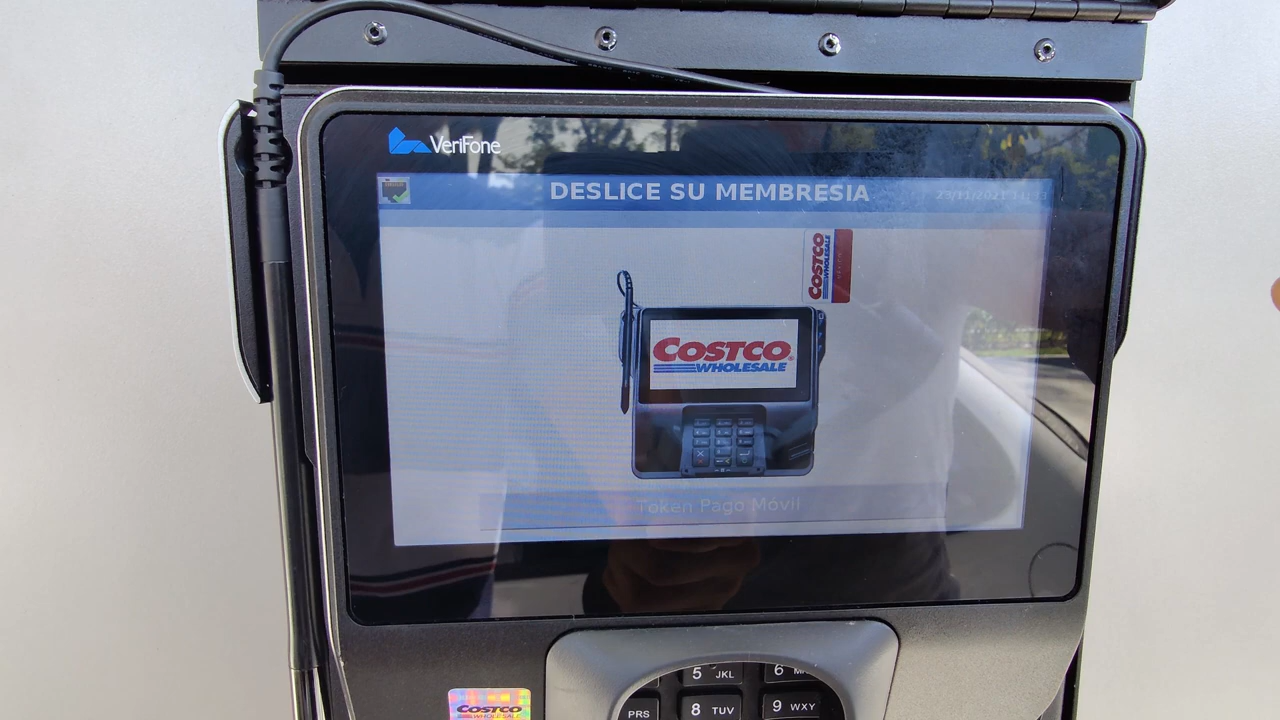 VeriFone
DESLICE SU MEMBRESIA
COSTCO
WHOLESALE
COSTCO
WHOLESALE
Token Pago Móvil
5 JKL
6
PRS
8 TUV
9 WXY
COSTCO
WHOLESALE